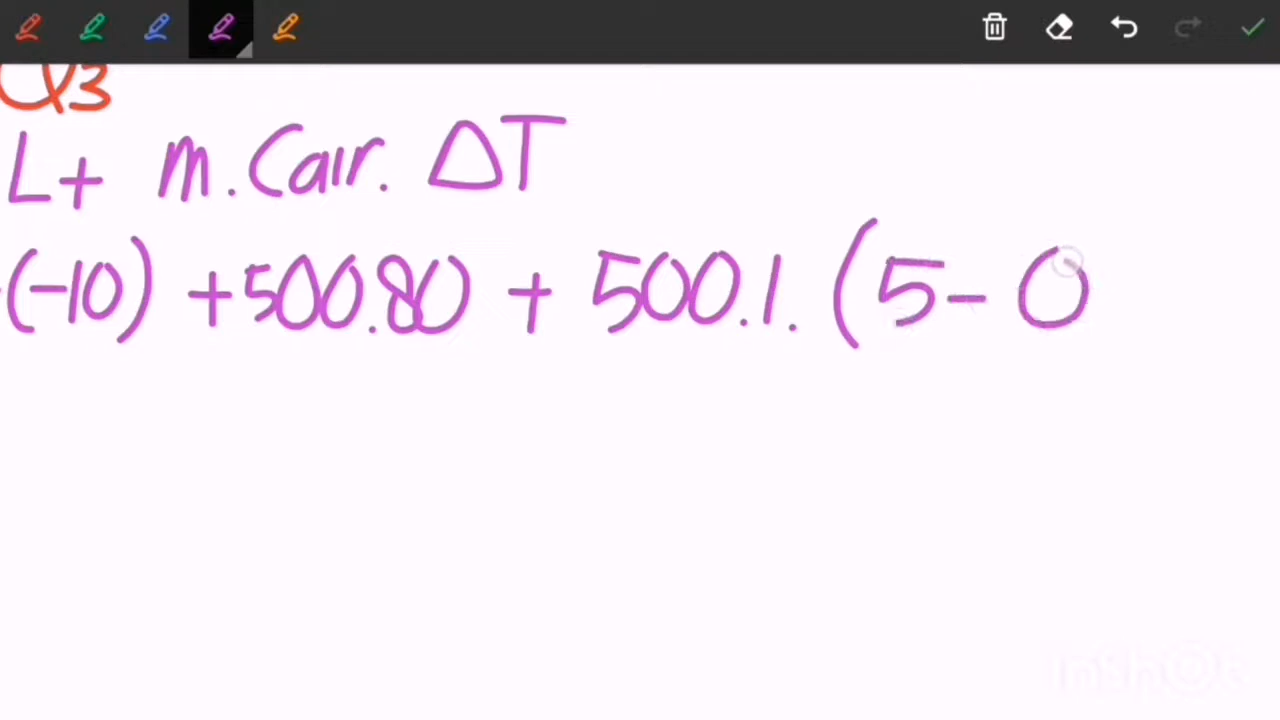 Q3
L + m. Cair. ΔT
(-10) +500.80 + 500.1. (5-0